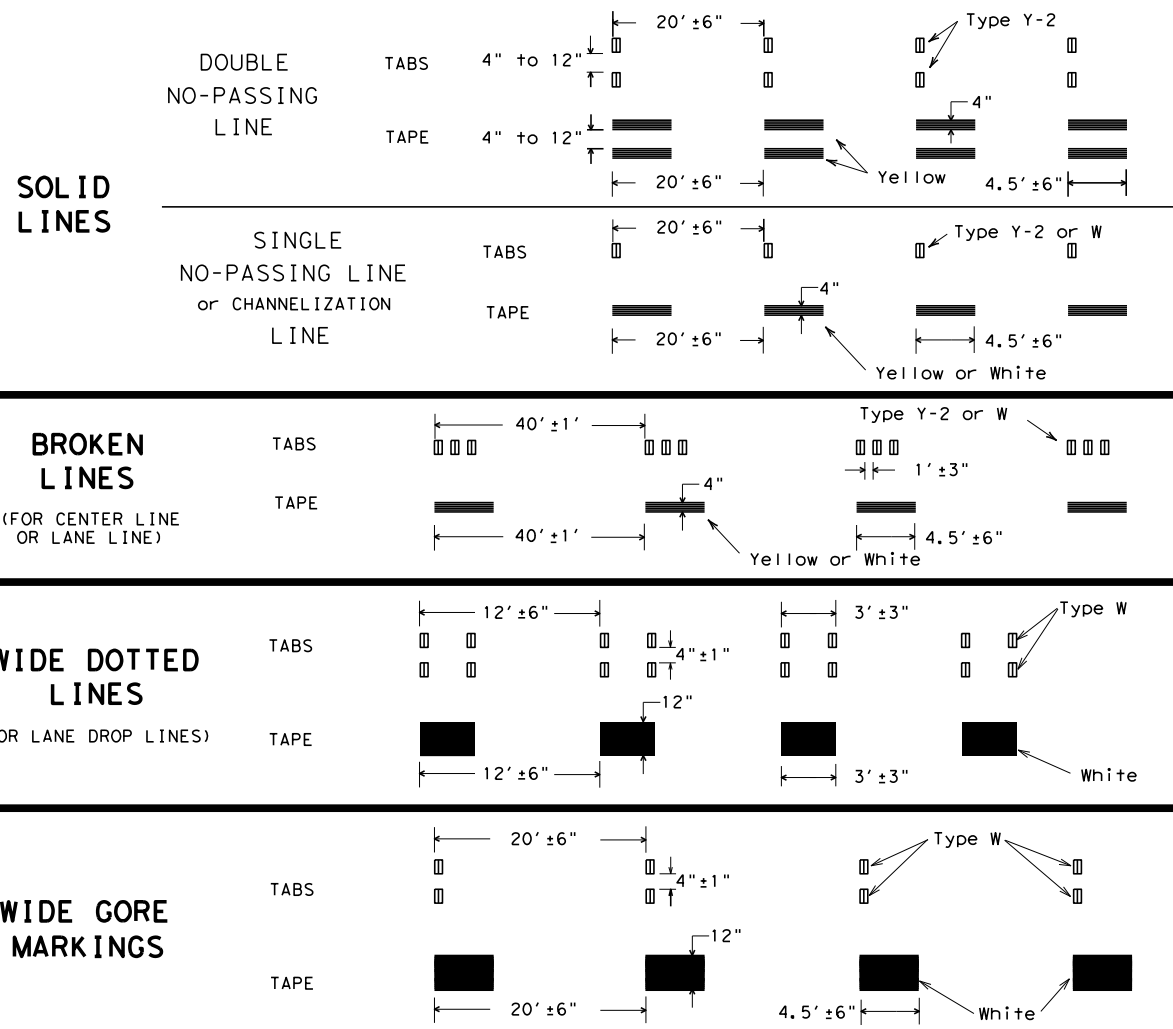 SOLID
LINES
DOUBLE
NO-PASSING
LINE
TABS
4" to 12"
20'±6"
Type Y-2
TAPE
4" to 12"
4"
Yellow
20'±6"
4.5'±6"
SINGLE
NO-PASSING LINE
or CHANNELIZATION
LINE
TABS
20'±6"
Type Y-2 or W
TAPE
4"
20'±6"
4.5'±6"
Yellow or White
BROKEN
LINES
(FOR CENTER LINE
OR LANE LINE)
TABS
40'±1'
Type Y-2 or W
1'±3"
TAPE
4"
40'±1'
4.5'±6"
Yellow or White
WIDE DOTTED
LINES
OR LANE DROP LINES)
TABS
12'±6"
3'±3"
Type W
4"±1"
TAPE
12"
12'±6"
3'±3"
White
WIDE GORE
MARKINGS
TABS
20'±6"
Type W
4"±1"
TAPE
12"
20'±6"
4.5'±6"
White